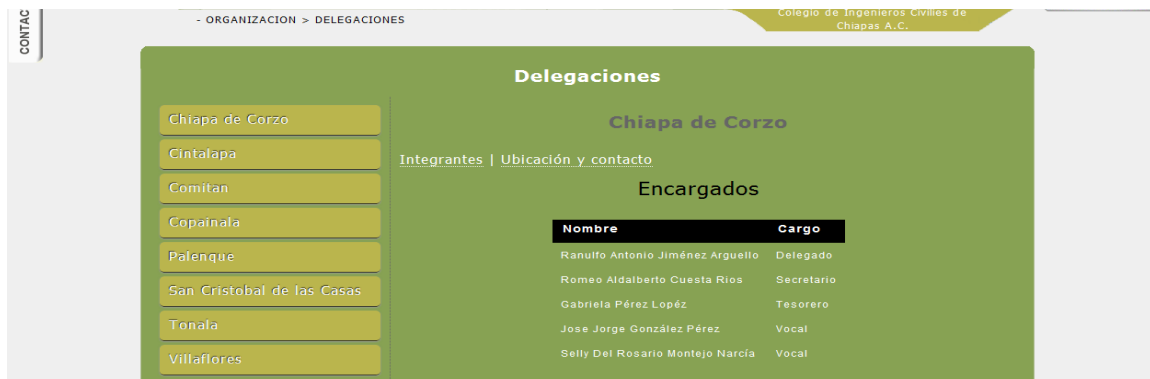 CONTAC
- ORGANIZACION > DELEGACIONES
Colegio de Ingenieros Civilies de
Chiapas A.C.
Delegaciones
Chiapa de Corzo
Cintalapa
Comitan
Copainala
Palenque
San Cristobal de las Casas
Tonala
Villaflores
Chiapa de Corzo
Integrantes | Ubicación y contacto
Encargados
Nombre Cargo
Ranulfo Antonio Jiménez Arguello Delegado
Romeo Aldalberto Cuesta Rios Secretario
Gabriela Pérez Lopéz Tesorero
Jose Jorge González Pérez Vocal
Selly Del Rosario Montejo Narcía Vocal